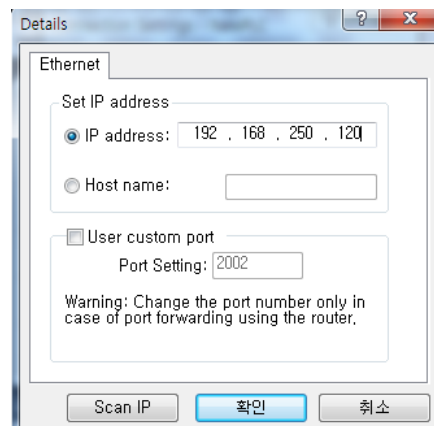 Details
Ethernet
Set IP address
IP address: 192 . 168 . 250 . 120
Host name:
User custom port
Port Setting: 2002
Warning: Change the port number only in
case of port forwarding using the router,
Scan IP 확인 취소